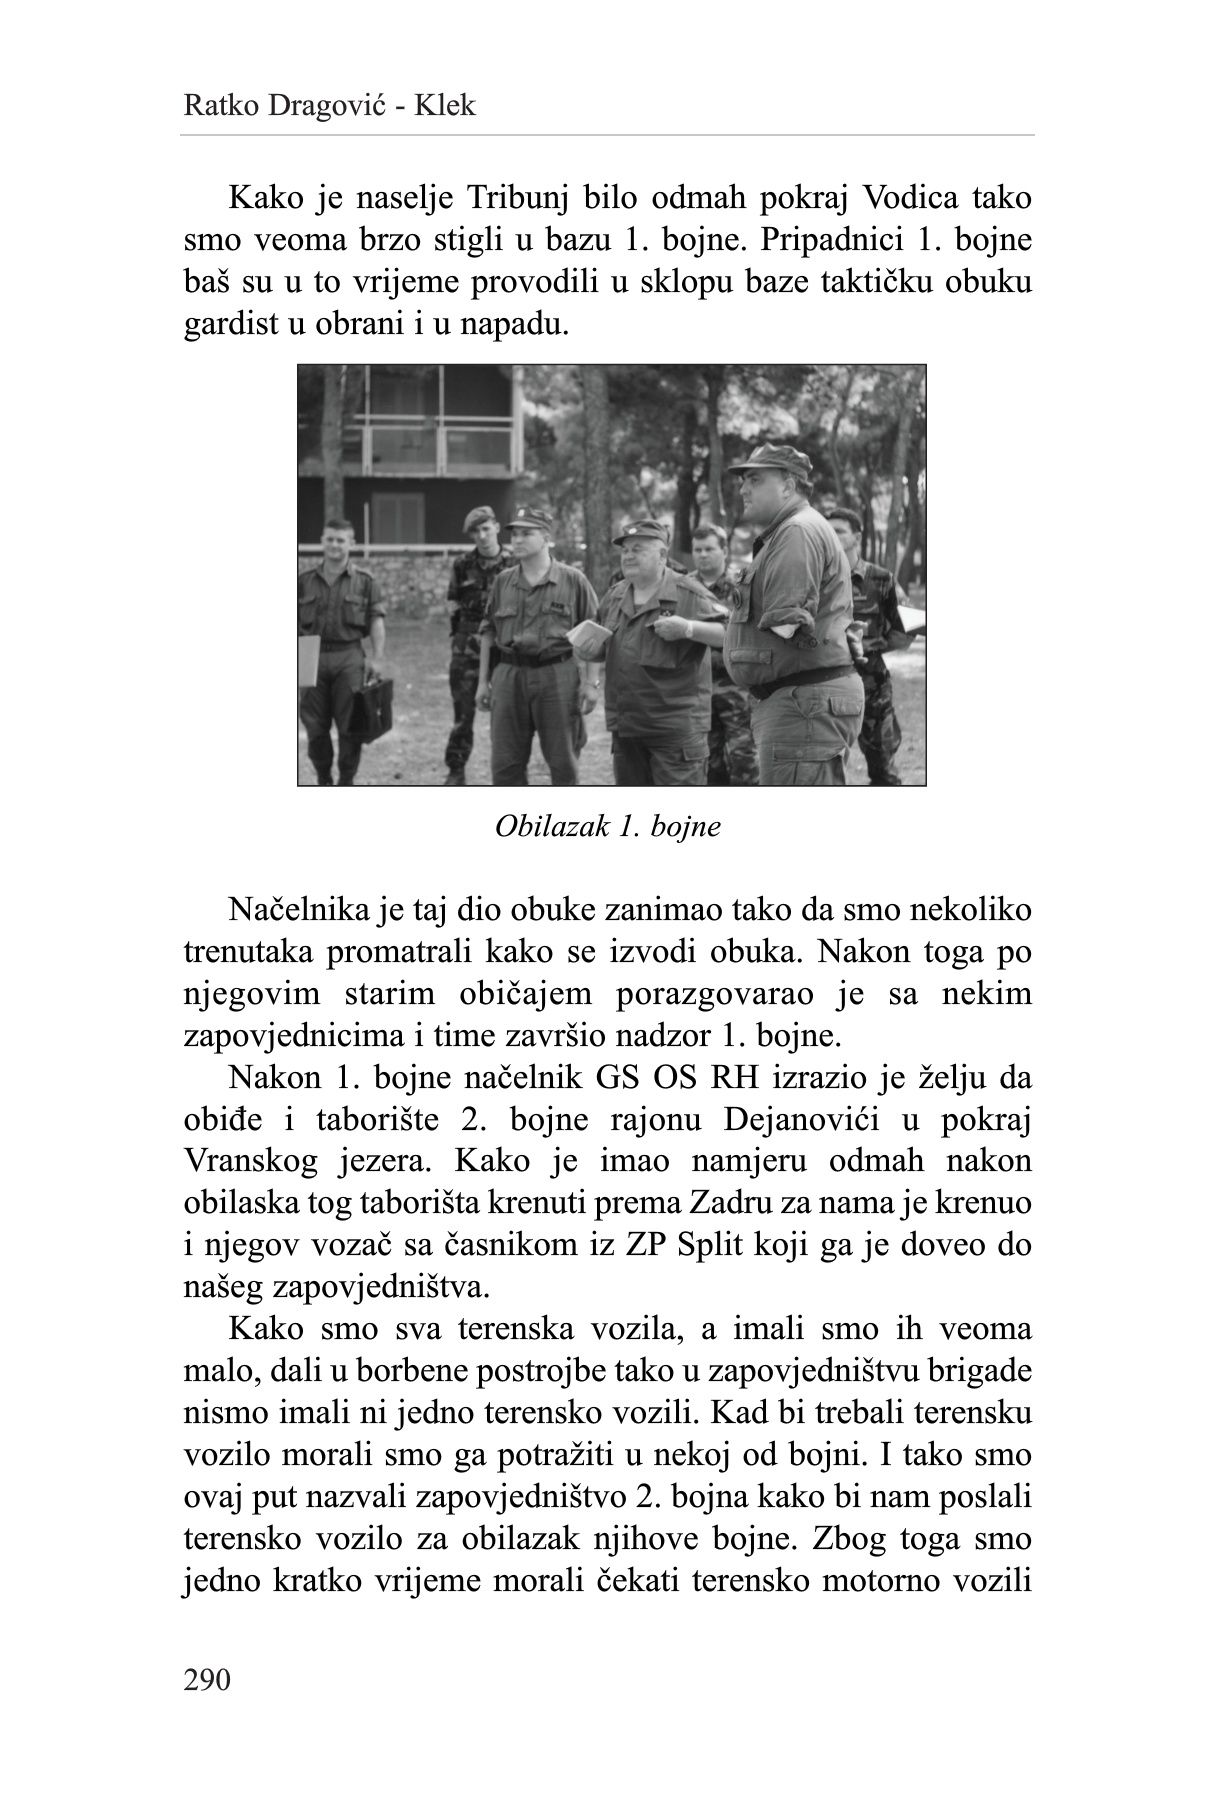 Ratko Dragović - Klek
Kako je naselje Tribunj bilo odmah pokraj Vodica tako
smo veoma brzo stigli u bazu 1. bojne. Pripadnici 1. bojne
baš su u to vrijeme provodili u sklopu baze taktičku obuku
gardist u obrani i u napadu.
Obilazak 1. bojne
Načelnika je taj dio obuke zanimao tako da smo nekoliko
trenutaka promatrali kako se izvodi obuka. Nakon toga po
njegovim starim običajem porazgovarao je sa nekim
zapovjednicima i time završio nadzor 1. bojne.
Nakon 1. bojne načelnik GS OS RH izrazio je želju da
obiđe i taborište 2. bojne rajonu Dejanovići u pokraj
Vranskog jezera. Kako je imao namjeru odmah nakon
obilaska tog taborišta krenuti prema Zadru za nama je krenuo
i njegov vozač sa časnikom iz ZP Split koji ga je doveo do
našeg zapovjedništva.
Kako smo sva terenska vozila, a imali smo ih veoma
malo, dali u borbene postrojbe tako u zapovjedništvu brigade
nismo imali ni jedno terensko vozili. Kad bi trebali terensku
vozilo morali smo ga potražiti u nekoj od bojni. I tako smo
ovaj put nazvali zapovjedništvo 2. bojna kako bi nam poslali
terensko vozilo za obilazak njihove bojne. Zbog toga smo
jedno kratko vrijeme morali čekati terensko motorno vozili
290